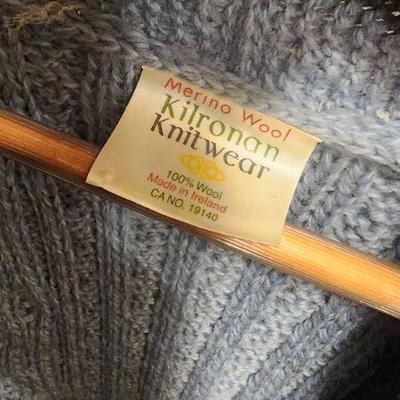 Merino Wool
Kilronan
Knitwear
100% Wool
Made in Ireland
CA NO. 19140